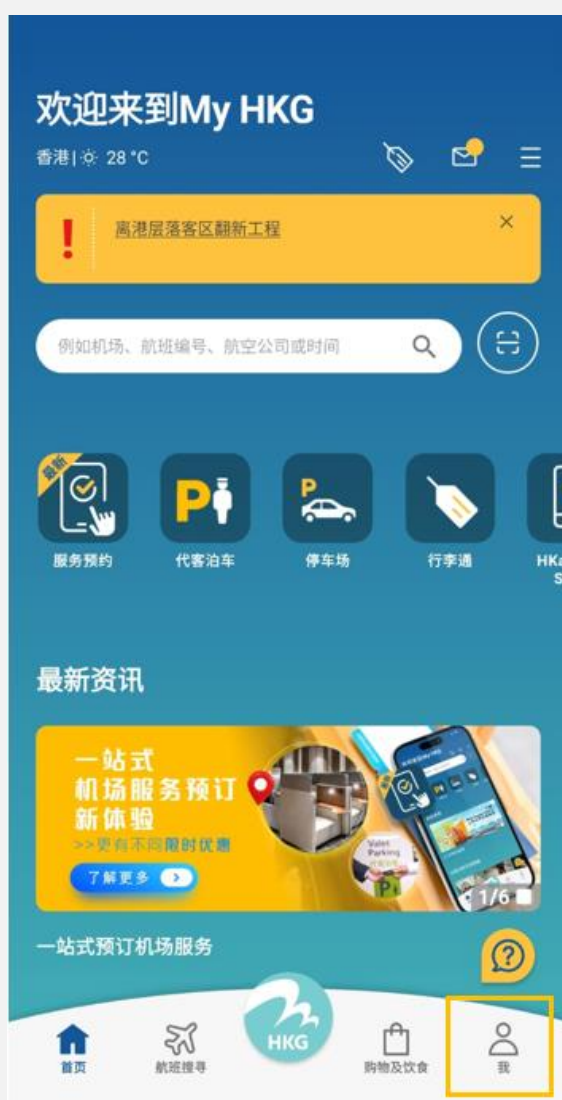 欢迎来到My HKG
香港| 28 °C
离港层落客区翻新工程
例如机场、航班编号、航空公司或时间
最新
P
P
服务预约
代客泊车
停车场
行李通
HKa
S
最新资讯
一站式
机场服务预订
新体验
>>更有不同限时优惠
了解更多
Valet
Parking
P
1/6
一站式预订机场服务
HKG
首页
航班搜寻
购物及饮食
我